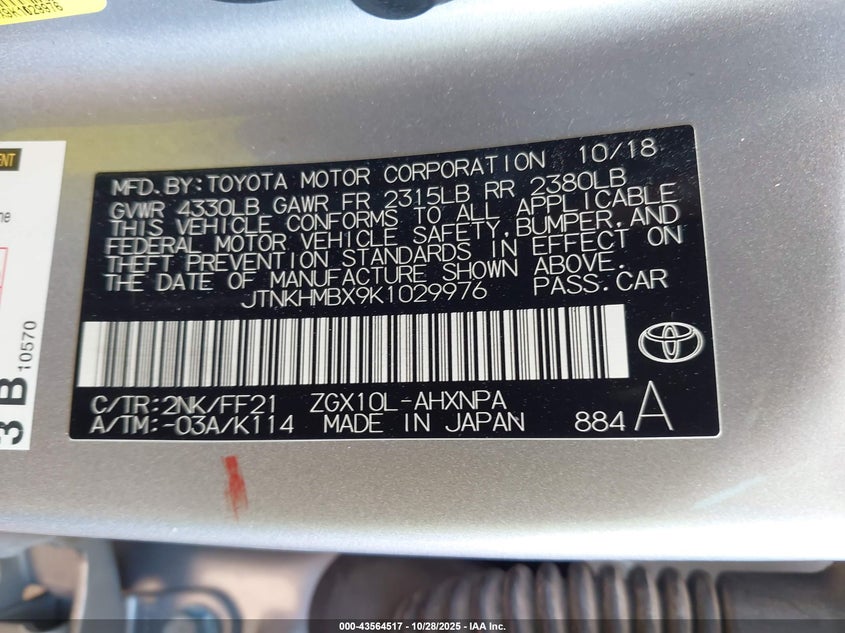 MFD.BY:TOYOTA MOTOR CORPORATION 10/18
GVWR 4330LB GAWR FR 2315LB RR 2380LB
THIS VEHICLE CONFORMS TO ALL APPLICABLE
FEDERAL MOTOR VEHICLE SAFETY,BUMPER,AND
THEFT PREVENTION STANDARDS IN EFFECT ON
THE DATE OF MANUFACTURE SHOWN ABOVE.
JTNKHMBX9K1029976 PASS.CAR
C/TR:2NK/FF21 ZGX10L-AHXNPA
A/TM:-03A/K114 MADE IN JAPAN 884 A
3 B 10570
000-43564517 | 10/28/2025 - IAA Inc.